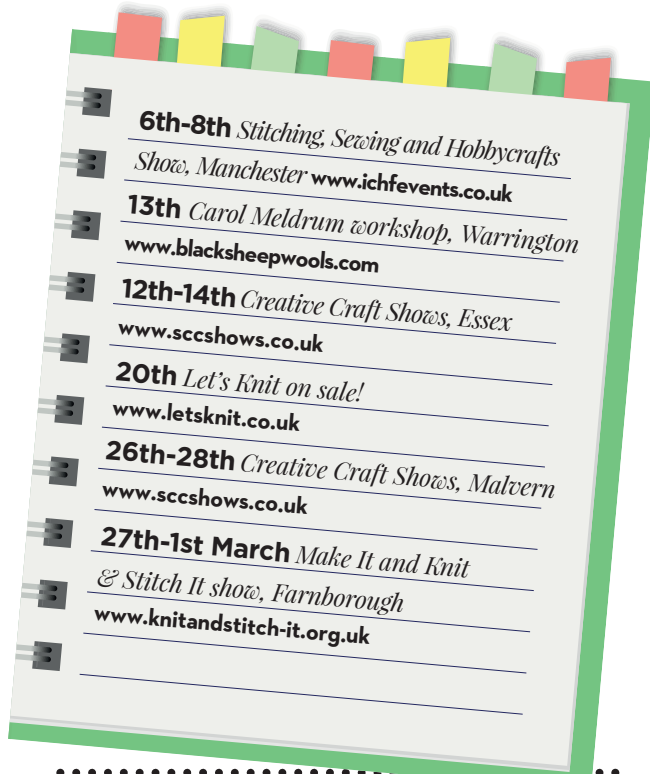 6th-8th Stitching, Sewing and Hobbycrafts
Show, Manchester www.ichfevents.co.uk
13th Carol Meldrum workshop, Warrington
www.blacksheepwools.com
12th-14th Creative Craft Shows, Essex
www.sccshows.co.uk
20th Let's Knit on sale!
www.letsknit.co.uk
26th-28th Creative Craft Shows, Malvern
www.sccshows.co.uk
27th-1st March Make It and Knit
& Stitch It show, Farnborough
www.knitandstitch-it.org.uk